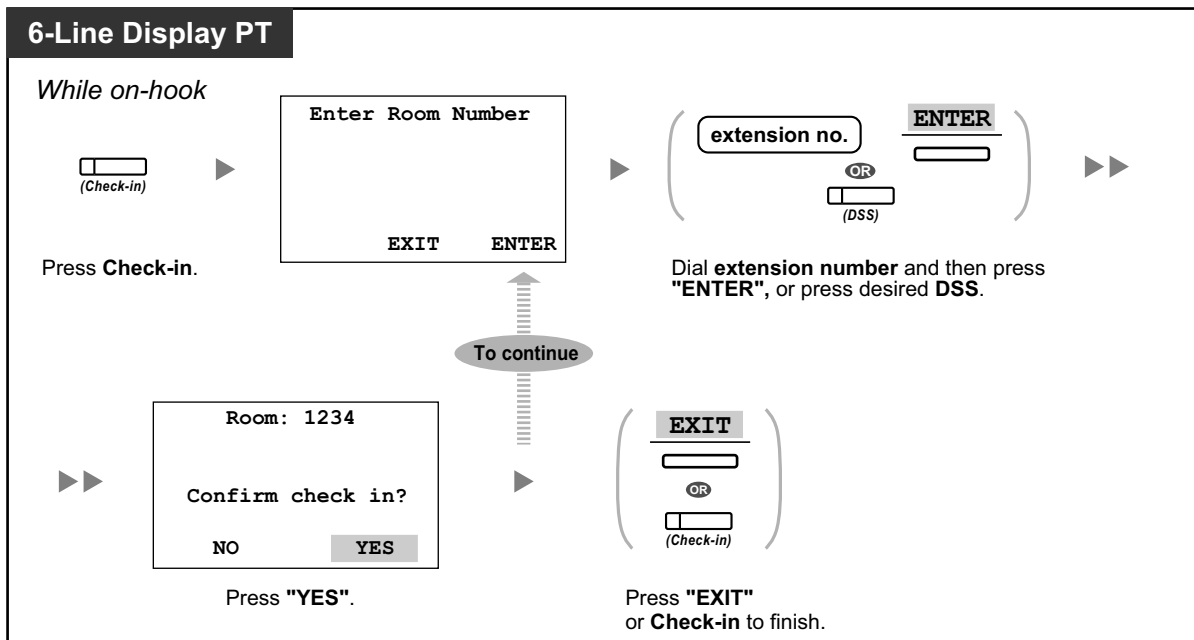 6-Line Display PT
While on-hook
(Check-in)
Press Check-in.
Enter Room Number
EXIT ENTER
extension no.
OR
(DSS)
ENTER
Dial extension number and then press
"ENTER", or press desired DSS.
To continue
Room: 1234
Confirm check in?
NO YES
Press "YES".
EXIT
OR
(Check-in)
Press "EXIT"
or Check-in to finish.